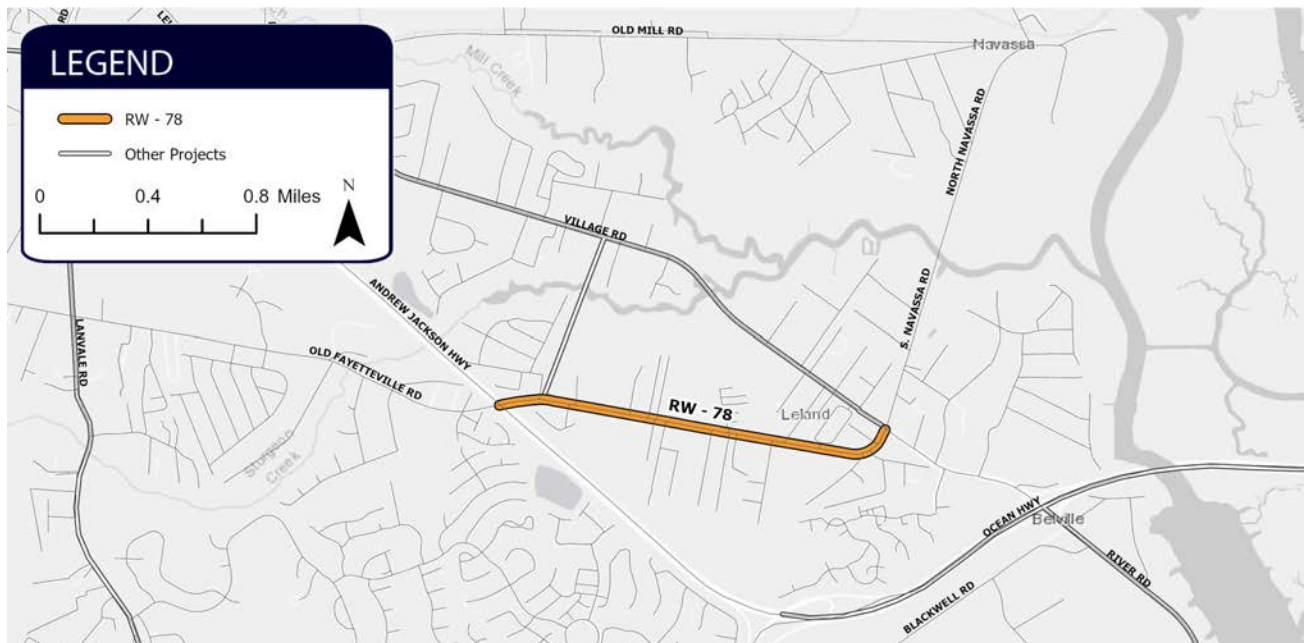 LEGEND
RW - 78
Other Projects
0 0.4 0.8 Miles
N
OLD MILL RD
Navassa
Mill Creek
NORTH NAVASSA RD
VILLAGE RD
S. NAVASSA RD
ANDREW JACKSON HWY
LANVALE RD
OLD FAYETTEVILLE RD
RW - 78
Leland
Sturgeon
Creek
OCEAN HWY
Belville
RIVER RD
BLACKWELL RD